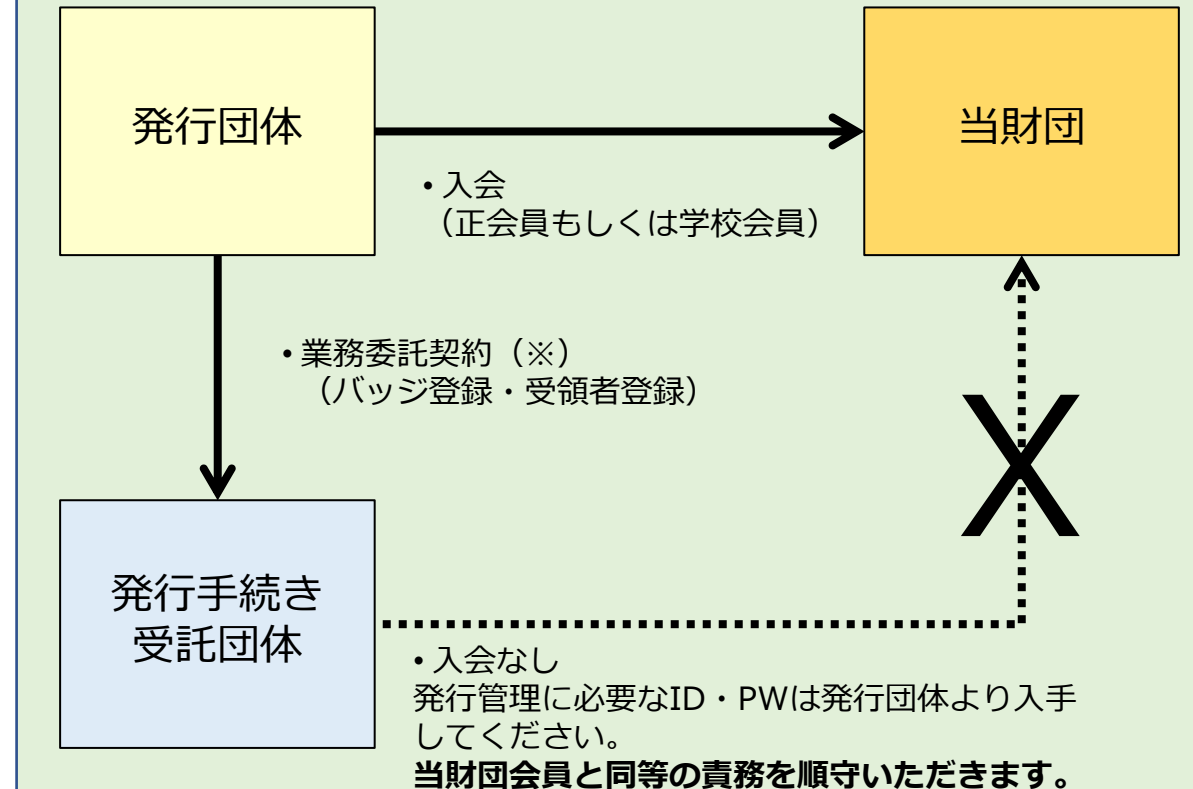 発行団体
当財団
• 入会
（正会員もしくは学校会員）
• 業務委託契約（※）
（バッジ登録・受領者登録）
X
発行手続き
受託団体
• 入会なし
発行管理に必要なID・PWは発行団体より入手
してください。
当財団会員と同等の責務を順守いただきます。